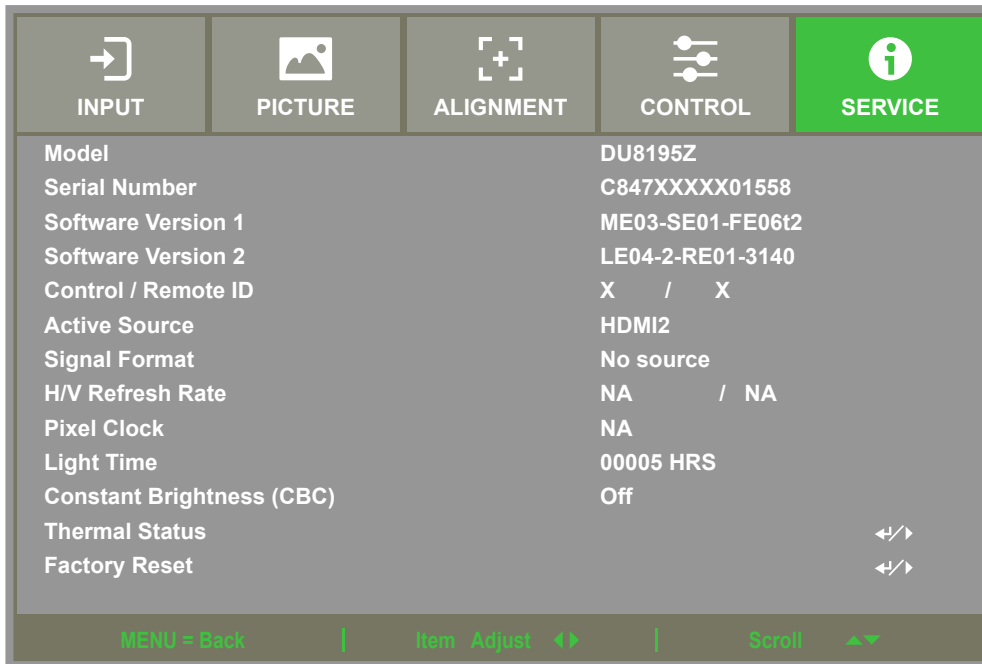 INPUT PICTURE ALIGNMENT CONTROL SERVICE
Model DU8195Z
Serial Number C847XXXXX01558
Software Version 1 ME03-SE01-FE06t2
Software Version 2 LE04-2-RE01-3140
Control / Remote ID X / X
Active Source HDMI2
Signal Format No source
H/V Refresh Rate NA / NA
Pixel Clock NA
Light Time 00005 HRS
Constant Brightness (CBC) Off
Thermal Status
Factory Reset
MENU = Back | Item Adjust | Scroll